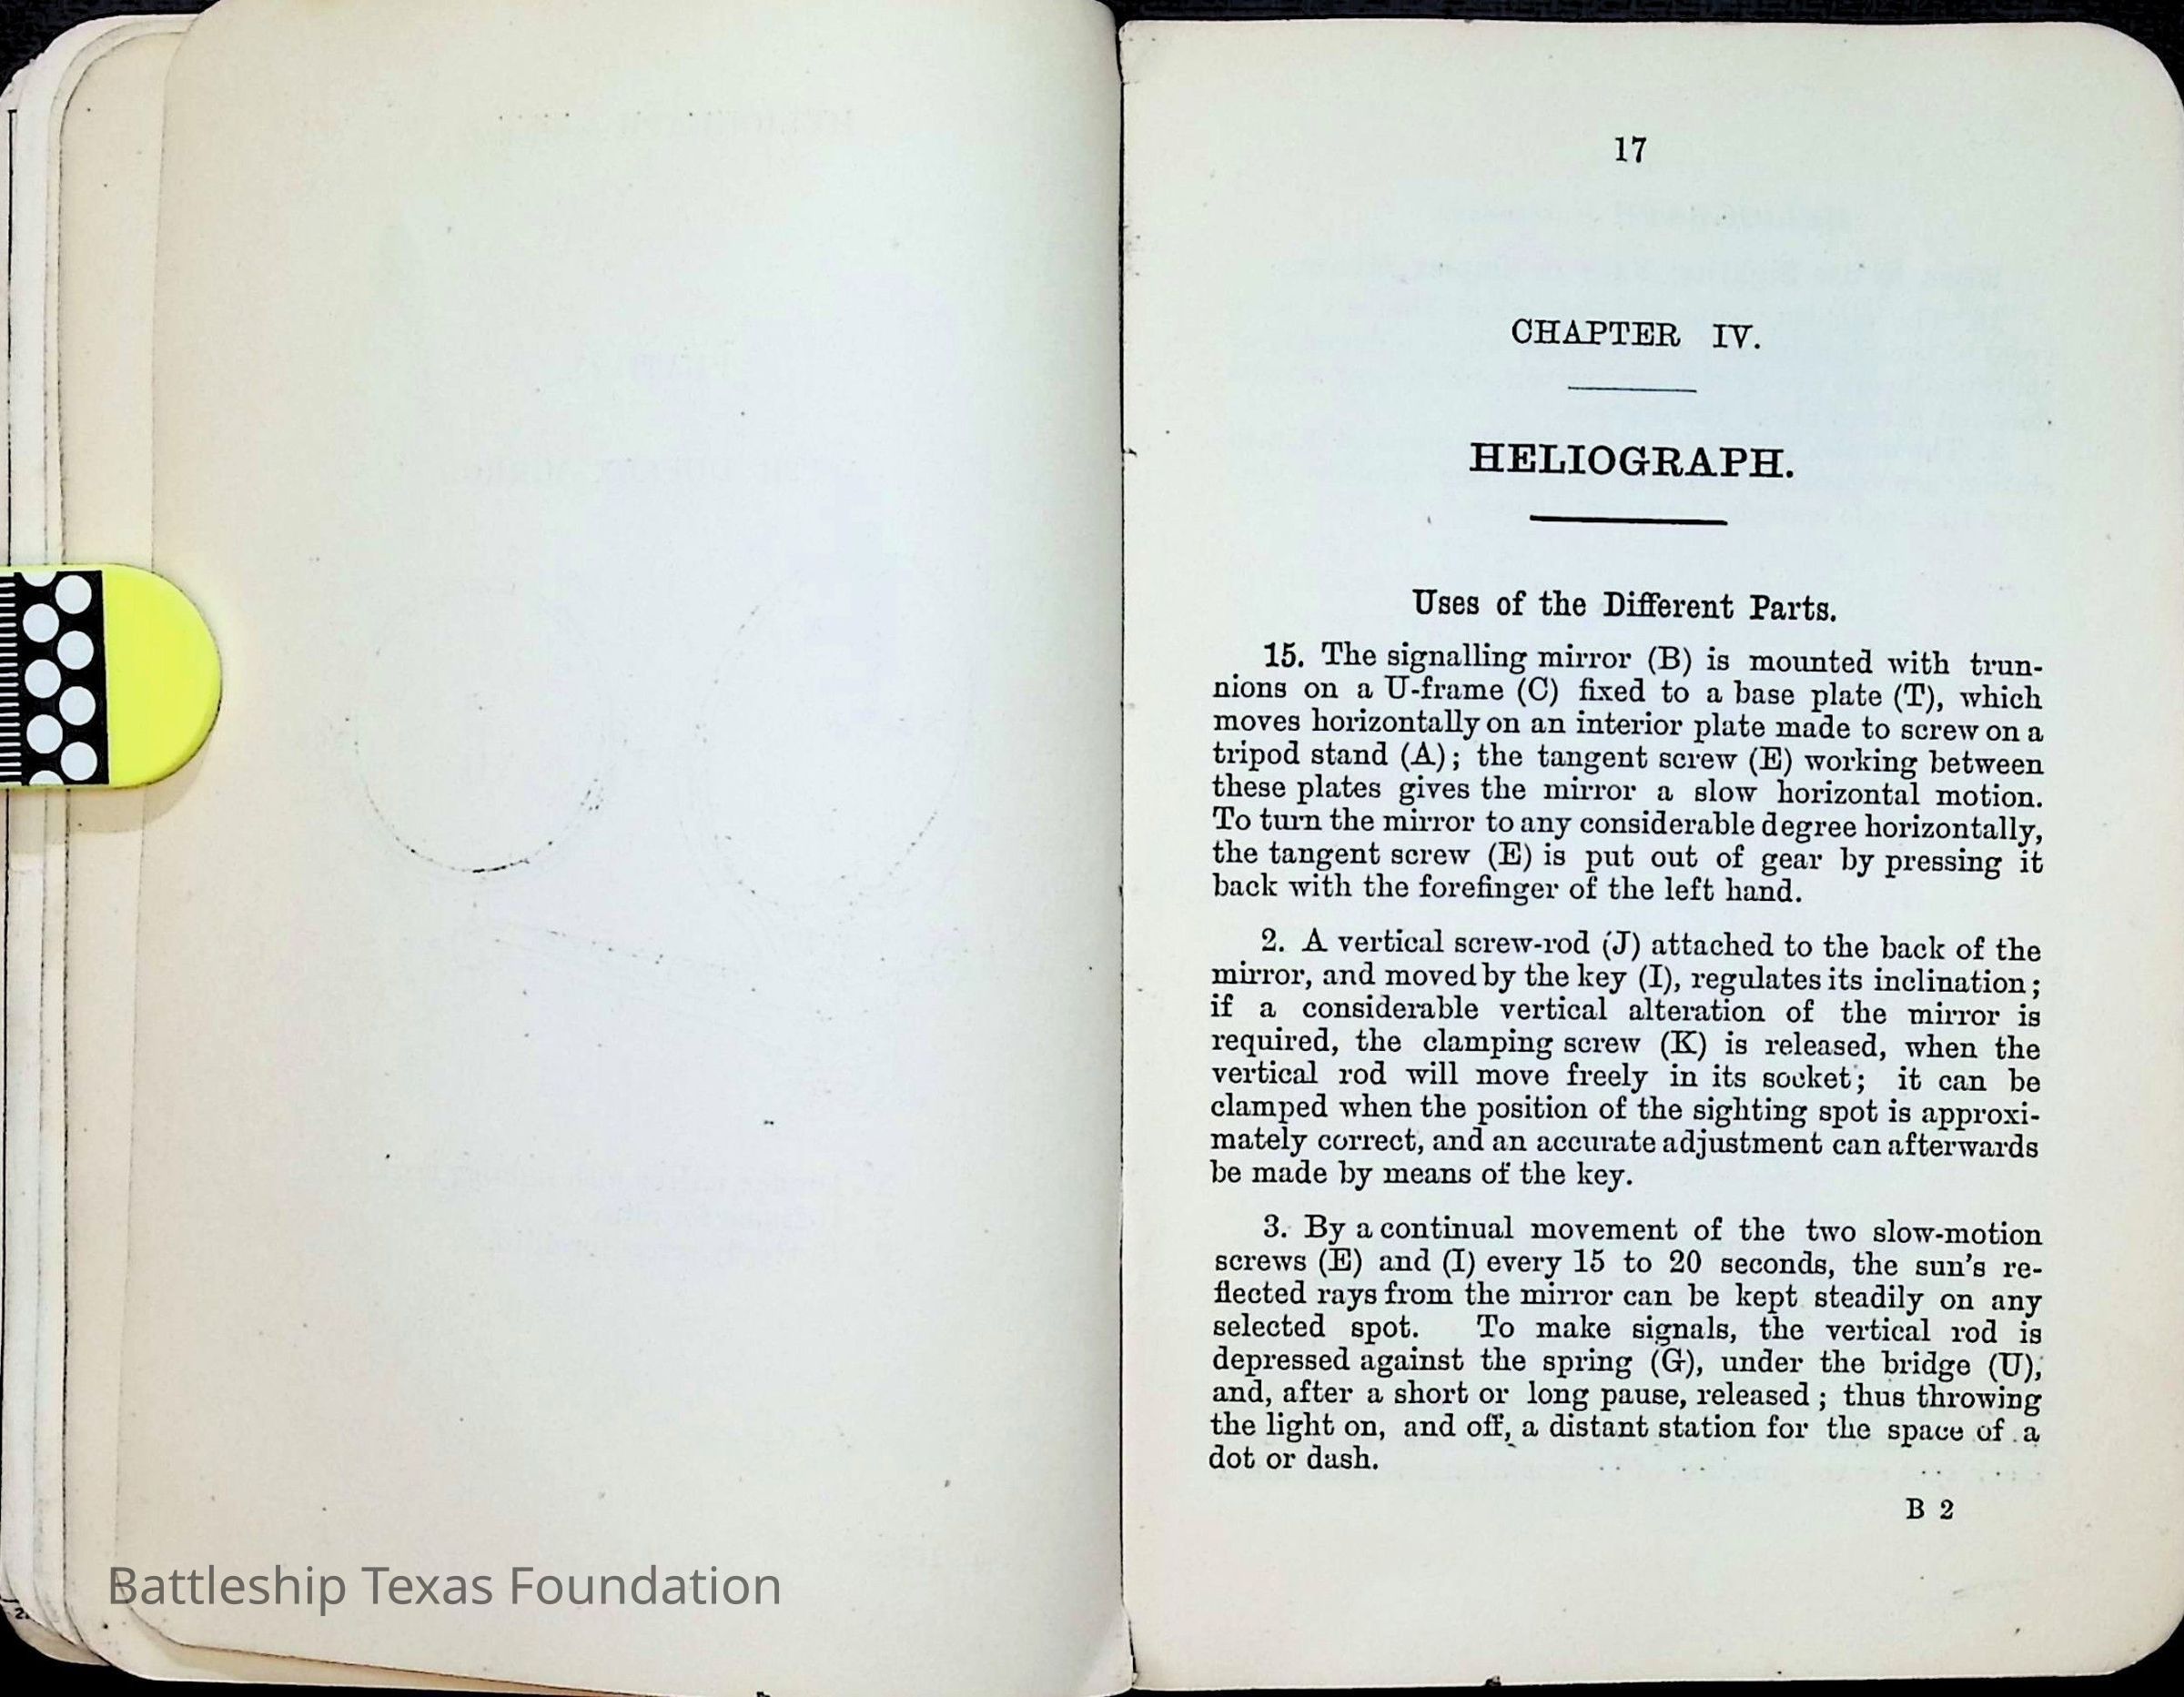 17
CHAPTER IV.
HELIOGRAPH.
Uses of the Different Parts.
15. The signalling mirror (B) is mounted with trun-
nions on a U-frame (C) fixed to a base plate (T), which
moves horizontally on an interior plate made to screw on a
tripod stand (A); the tangent screw (E) working between
these plates gives the mirror a slow horizontal motion.
To turn the mirror to any considerable degree horizontally,
the tangent screw (E) is put out of gear by pressing it
back with the forefinger of the left hand.
2. A vertical screw-rod (J) attached to the back of the
mirror, and moved by the key (I), regulates its inclination;
if a considerable vertical alteration of the mirror is
required, the clamping screw (K) is released, when the
vertical rod will move freely in its socket; it can be
clamped when the position of the sighting spot is approxi-
mately correct, and an accurate adjustment can afterwards
be made by means of the key.
3. By a continual movement of the two slow-motion
screws (E) and (I) every 15 to 20 seconds, the sun's re-
flected rays from the mirror can be kept steadily on any
selected spot. To make signals, the vertical rod is
depressed against the spring (G), under the bridge (U),
and, after a short or long pause, released; thus throwing
the light on, and off, a distant station for the space of a
dot or dash.
B 2
Battleship Texas Foundation